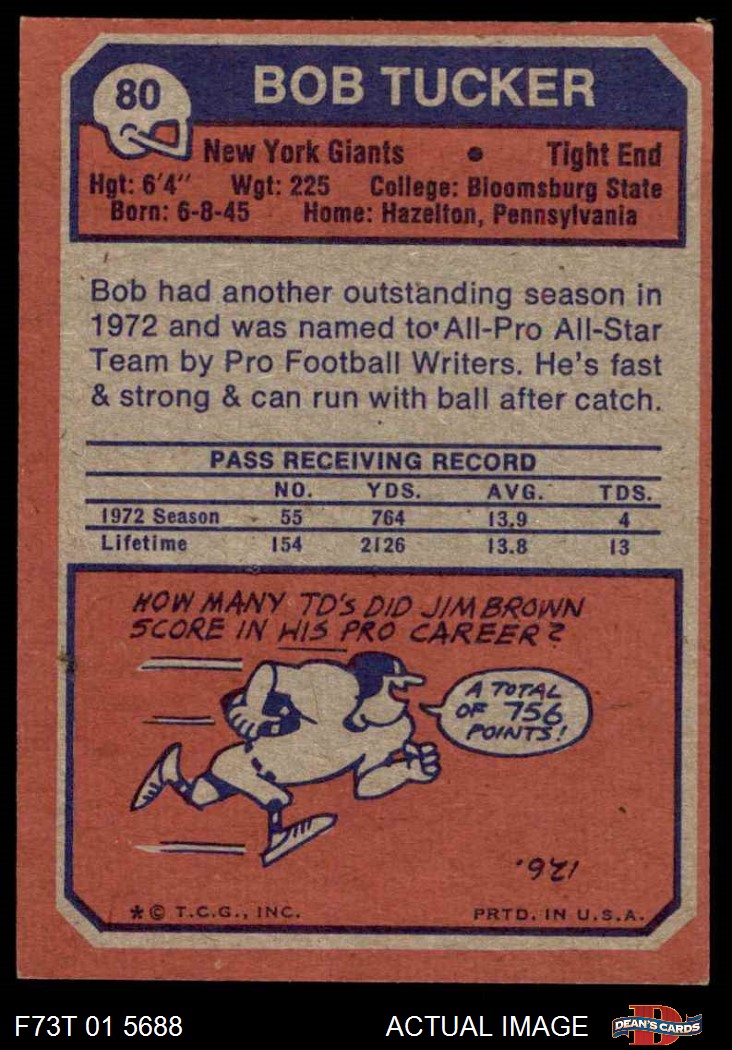 80
BOB TUCKER
New York Giants • Tight End
Hgt: 6'4" Wgt: 225 College: Bloomsburg State
Born: 6-8-45 Home: Hazelton, Pennsylvania
Bob had another outstanding season in
1972 and was named to All-Pro All-Star
Team by Pro Football Writers. He's fast
& strong & can run with ball after catch.
PASS RECEIVING RECORD
NO. YDS. AVG. TDS.
1972 Season 55 764 13.9 4
Lifetime 154 2126 13.8 13
HOW MANY TD'S DID JIM BROWN
SCORE IN HIS PRO CAREER?
A TOTAL
OF 756
POINTS!
126.
* © T.C.G., INC. PRTD. IN U.S.A.
F73T 01 5688 ACTUAL IMAGE D DEAN'S CARDS